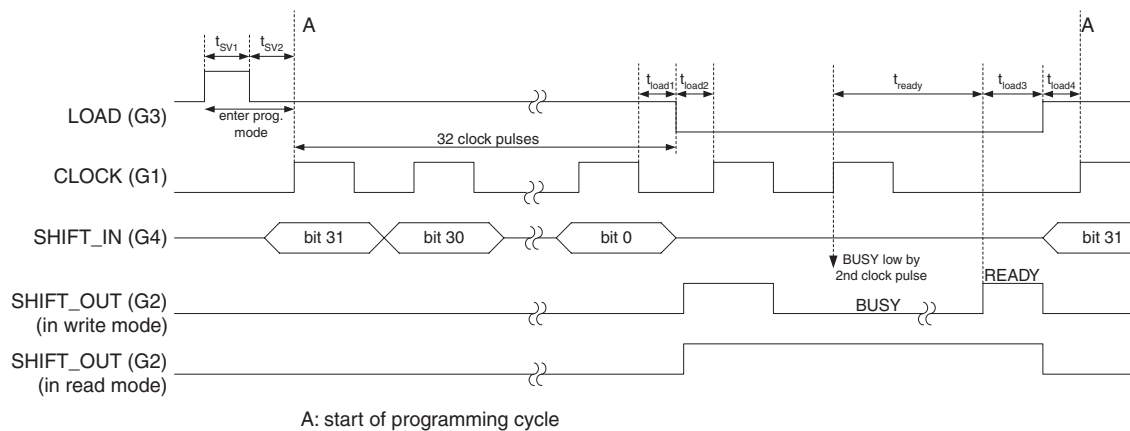 A
A
tSV1
tSV2
tload1
tload2
tready
tload3
tload4
LOAD (G3)
enter prog.
mode
32 clock pulses
CLOCK (G1)
SHIFT_IN (G4)
bit 31
bit 30
bit 0
bit 31
BUSY low by
2nd clock pulse
READY
SHIFT_OUT (G2)
(in write mode)
BUSY
SHIFT_OUT (G2)
(in read mode)
A: start of programming cycle